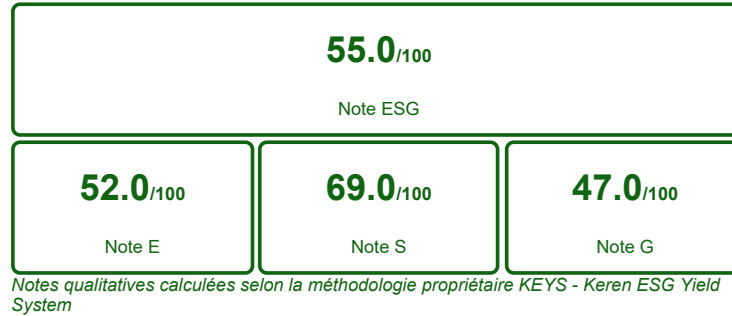 55.0/100
Note ESG
52.0/100
69.0/100
47.0/100
Note E
Note S
Note G
Notes qualitatives calculées selon la méthodologie propriétaire KEYS - Keren ESG Yield
System